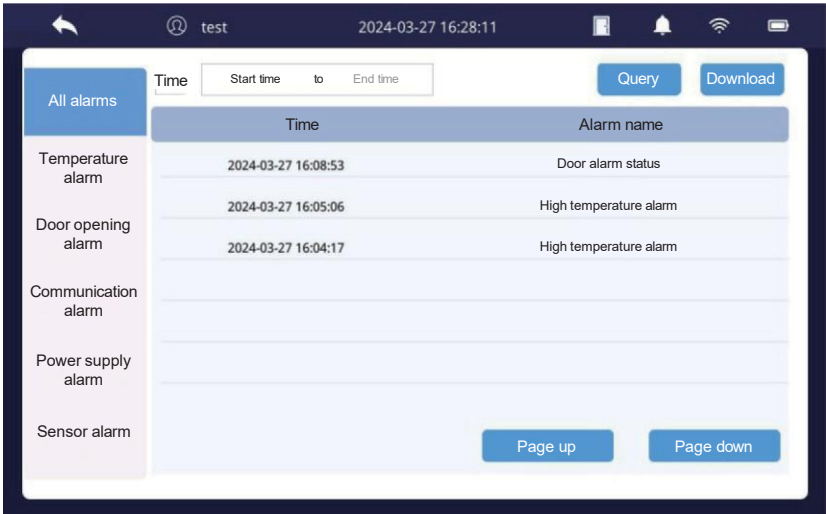 test 2024-03-27 16:28:11
All alarms
Temperature
alarm
Door opening
alarm
Communication
alarm
Power supply
alarm
Sensor alarm
Time Start time to End time Query Download
Time Alarm name
2024-03-27 16:08:53 Door alarm status
2024-03-27 16:05:06 High temperature alarm
2024-03-27 16:04:17 High temperature alarm
Page up Page down